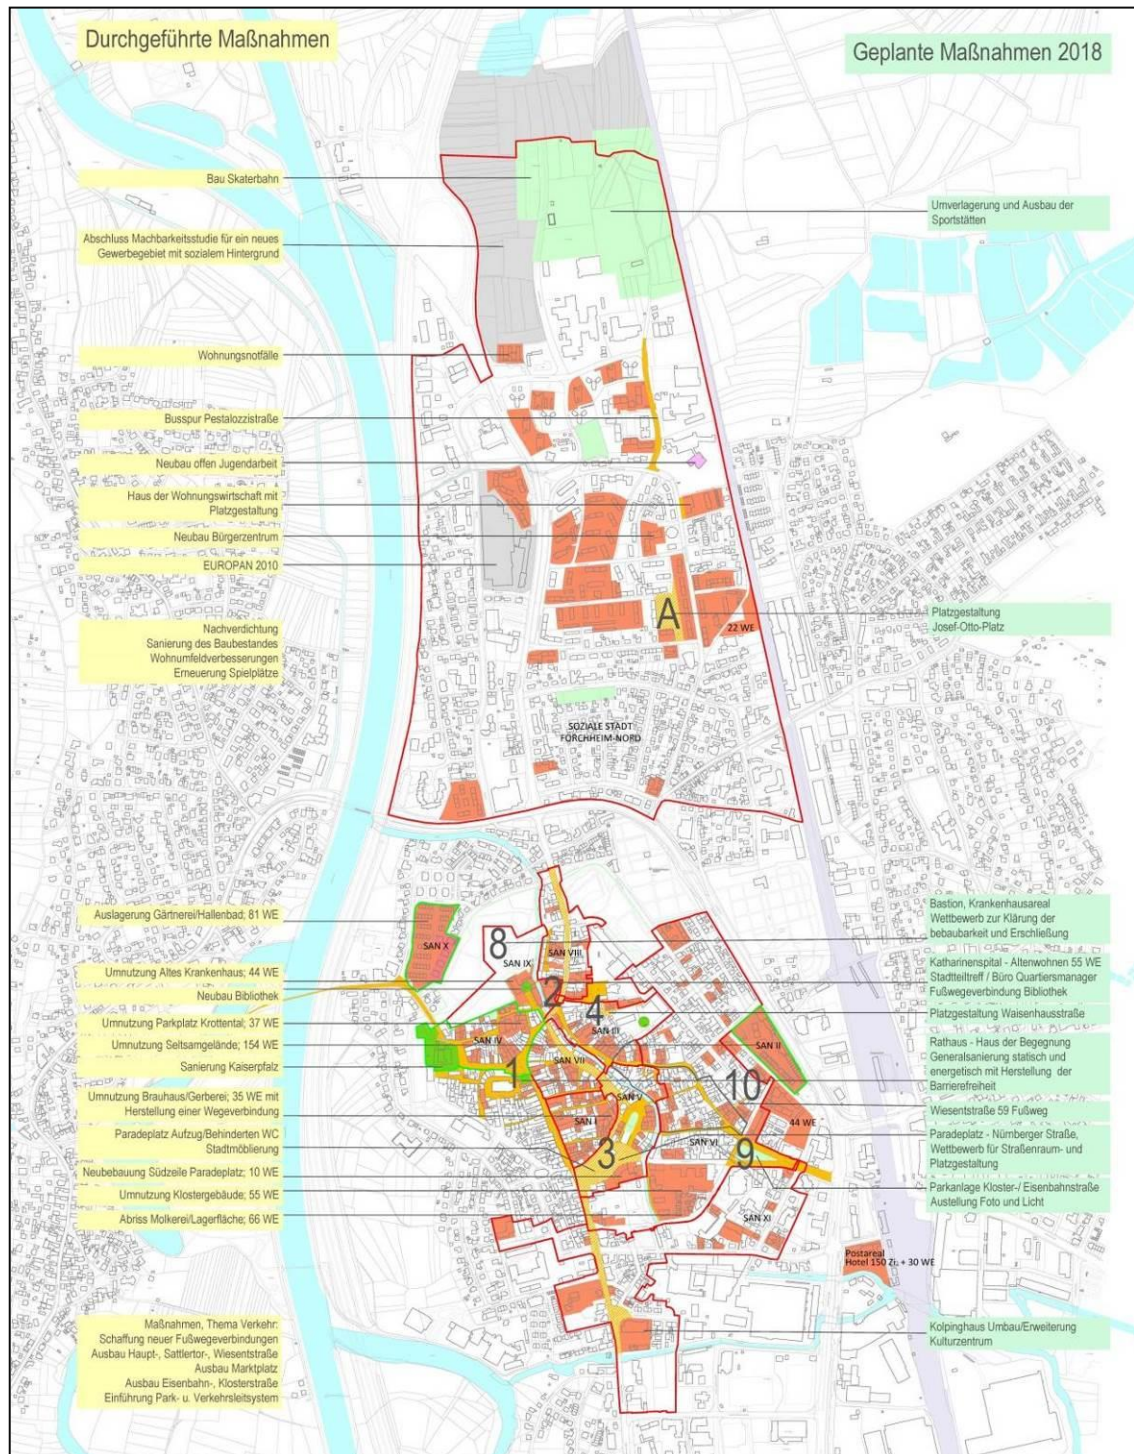 Durchgeführte Maßnahmen
Geplante Maßnahmen 2018
Bau Skaterbahn
Abschluss Machbarkeitsstudie für ein neues
Gewerbegebiet mit sozialem Hintergrund
Wohnungsnotfälle
Busspur Pestalozzistraße
Neubau offen Jugendarbeit
Haus der Wohnungswirtschaft mit
Platzgestaltung
Neubau Bürgerzentrum
EUROPAN 2010
Nachverdichtung
Sanierung des Baubestandes
Wohnumfeldverbesserungen
Erneuerung Spielplätze
Umverlagerung und Ausbau der
Sportstätten
Platzgestaltung
Josef-Otto-Platz
A
22 WE
SOZIALE STADT
FORCHHEIM-NORD
Auslagerung Gärtnerei/Hallenbad; 81 WE
Umnutzung Altes Krankenhaus; 44 WE
Neubau Bibliothek
Umnutzung Parkplatz Krottental; 37 WE
Umnutzung Seitsamgelände; 154 WE
Sanierung Kaiserpfalz
Umnutzung Brauhaus/Gerberei; 35 WE mit
Herstellung einer Wegeverbindung
Paradeplatz Aufzug/Behinderten WC
Stadtmöblierung
Neubebauung Südzeile Paradeplatz; 10 WE
Umnutzung Klostergebäude; 55 WE
Abriss Molkerei/Lagerfläche; 66 WE
Maßnahmen, Thema Verkehr:
Schaffung neuer Fußwegeverbindungen
Ausbau Haupt-, Sattlertor-, Wiesentstraße
Ausbau Marktplatz
Ausbau Eisenbahn-, Klosterstraße
Einführung Park- u. Verkehrsleitsystem
SAN X
8
SAN IX
SAN VIII
2
4
SAN III
SAN IV
1
SAN VII
SAN II
10
SAN V
SAN I
3
SAN VI
44 WE
9
SAN XI
Postareal
Hotel 150 Zi. + 30 WE
Bastion, Krankenhausareal
Wettbewerb zur Klärung der
bebaubarkeit und Erschließung
Katharinenspital - Altenwohnen 55 WE
Stadtteiltreff / Büro Quartiersmanager
Fußwegeverbindung Bibliothek
Platzgestaltung Waisenhausstraße
Rathaus - Haus der Begegnung
Generalsanierung statisch und
energetisch mit Herstellung der
Barrierefreiheit
Wiesentstraße 59 Fußweg
Paradeplatz - Nürnberger Straße,
Wettbewerb für Straßenraum- und
Platzgestaltung
Parkanlage Kloster-/ Eisenbahnstraße
Austellung Foto und Licht
Kolpinghaus Umbau/Erweiterung
Kulturzentrum